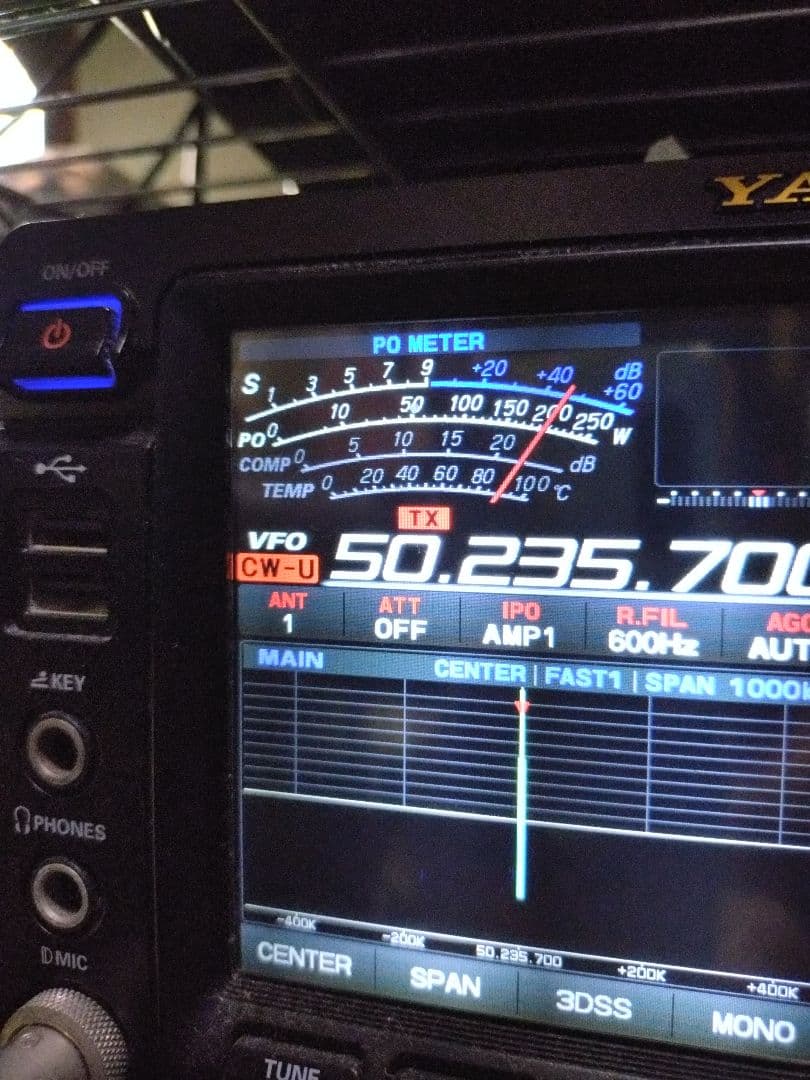 YA
ON/OFF
PO METER
S 1 3 5 7 9 +20 +40 +60 dB
PO 0 10 50 100 150 200 250 W
COMP 0 5 10 15 20 dB
TEMP 0 20 40 60 80 100 °C
TX
VFO
CW-U 50.235.700
ANT ATT IPO R.FIL AGC
1 OFF AMP1 600Hz AUT
MAIN CENTER | FAST1 | SPAN 1000k
KEY
PHONES
MIC
-400K -200K 50.235.700 +200K +400K
CENTER SPAN 3DSS MONO
TUNE